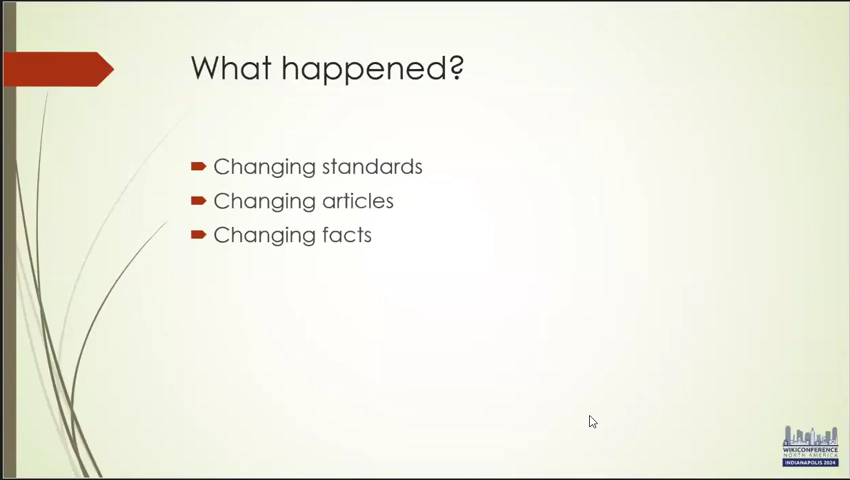 What happened?
Changing standards
Changing articles
Changing facts
WIKICONFERENCE
NORTH AMERICA
INDIANAPOLIS 2024